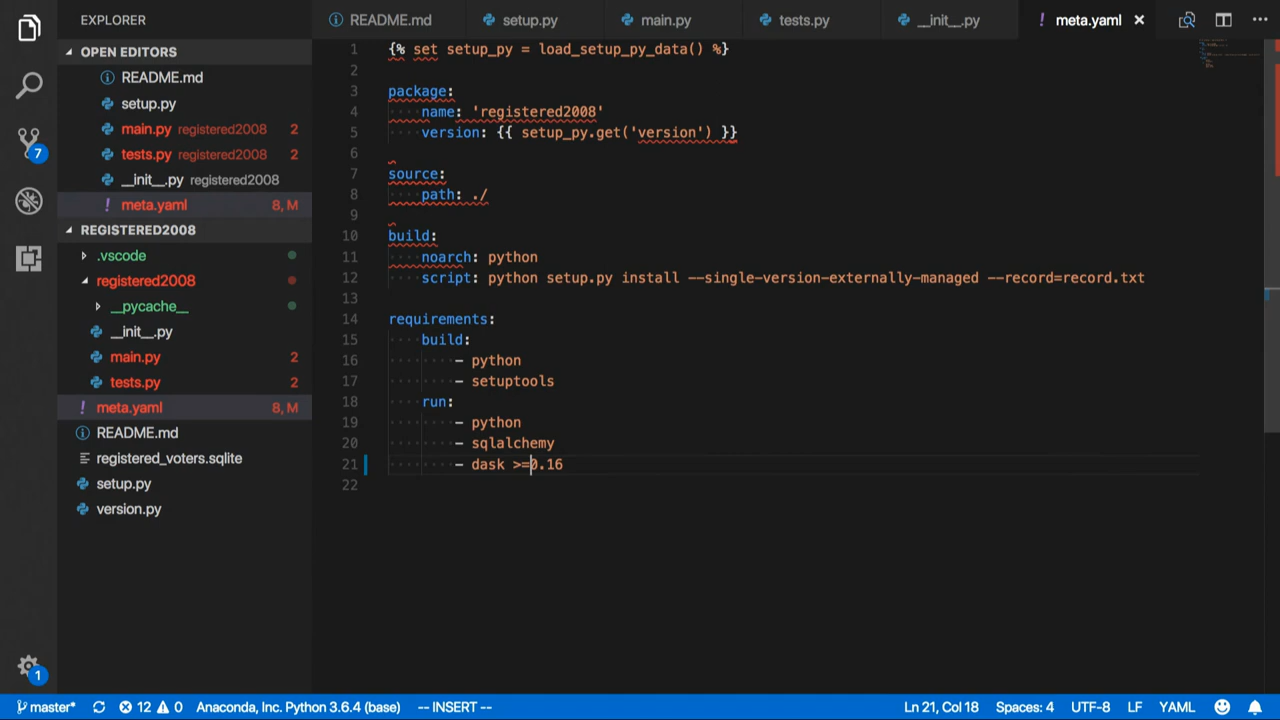 EXPLORER
OPEN EDITORS
README.md
setup.py
main.py registered2008 2
tests.py registered2008 2
__init__.py registered2008
! meta.yaml 8, M
REGISTERED2008
.vscode
registered2008
__pycache__
__init__.py
main.py 2
tests.py 2
! meta.yaml 8, M
README.md
registered_voters.sqlite
setup.py
version.py
7
1
README.md setup.py main.py tests.py __init__.py ! meta.yaml ×
1 {% set setup_py = load_setup_py_data() %}
2
3 package:
4 name: 'registered2008'
5 version: {{ setup_py.get('version') }}
6
7 source:
8 path: ./
9
10 build:
11 noarch: python
12 script: python setup.py install --single-version-externally-managed --record=record.txt
13
14 requirements:
15 build:
16 - python
17 - setuptools
18 run:
19 - python
20 - sqlalchemy
21 - dask >=0.16
22
master* 12 0 Anaconda, Inc. Python 3.6.4 (base) -- INSERT -- Ln 21, Col 18 Spaces: 4 UTF-8 LF YAML